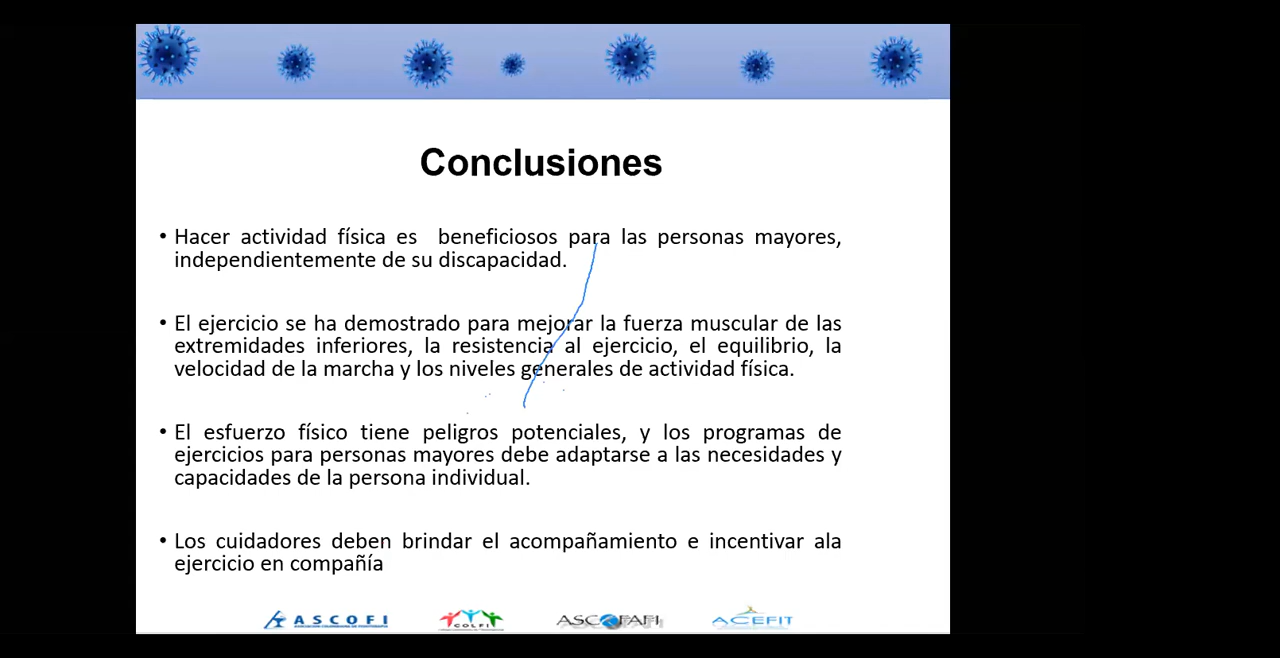 Conclusiones
• Hacer actividad física es beneficiosos para las personas mayores,
independientemente de su discapacidad.
• El ejercicio se ha demostrado para mejorar la fuerza muscular de las
extremidades inferiores, la resistencia al ejercicio, el equilibrio, la
velocidad de la marcha y los niveles generales de actividad física.
• El esfuerzo físico tiene peligros potenciales, y los programas de
ejercicios para personas mayores debe adaptarse a las necesidades y
capacidades de la persona individual.
• Los cuidadores deben brindar el acompañamiento e incentivar ala
ejercicio en compañía
ASCOFI COLFI ASCOFAFI ACEFIT